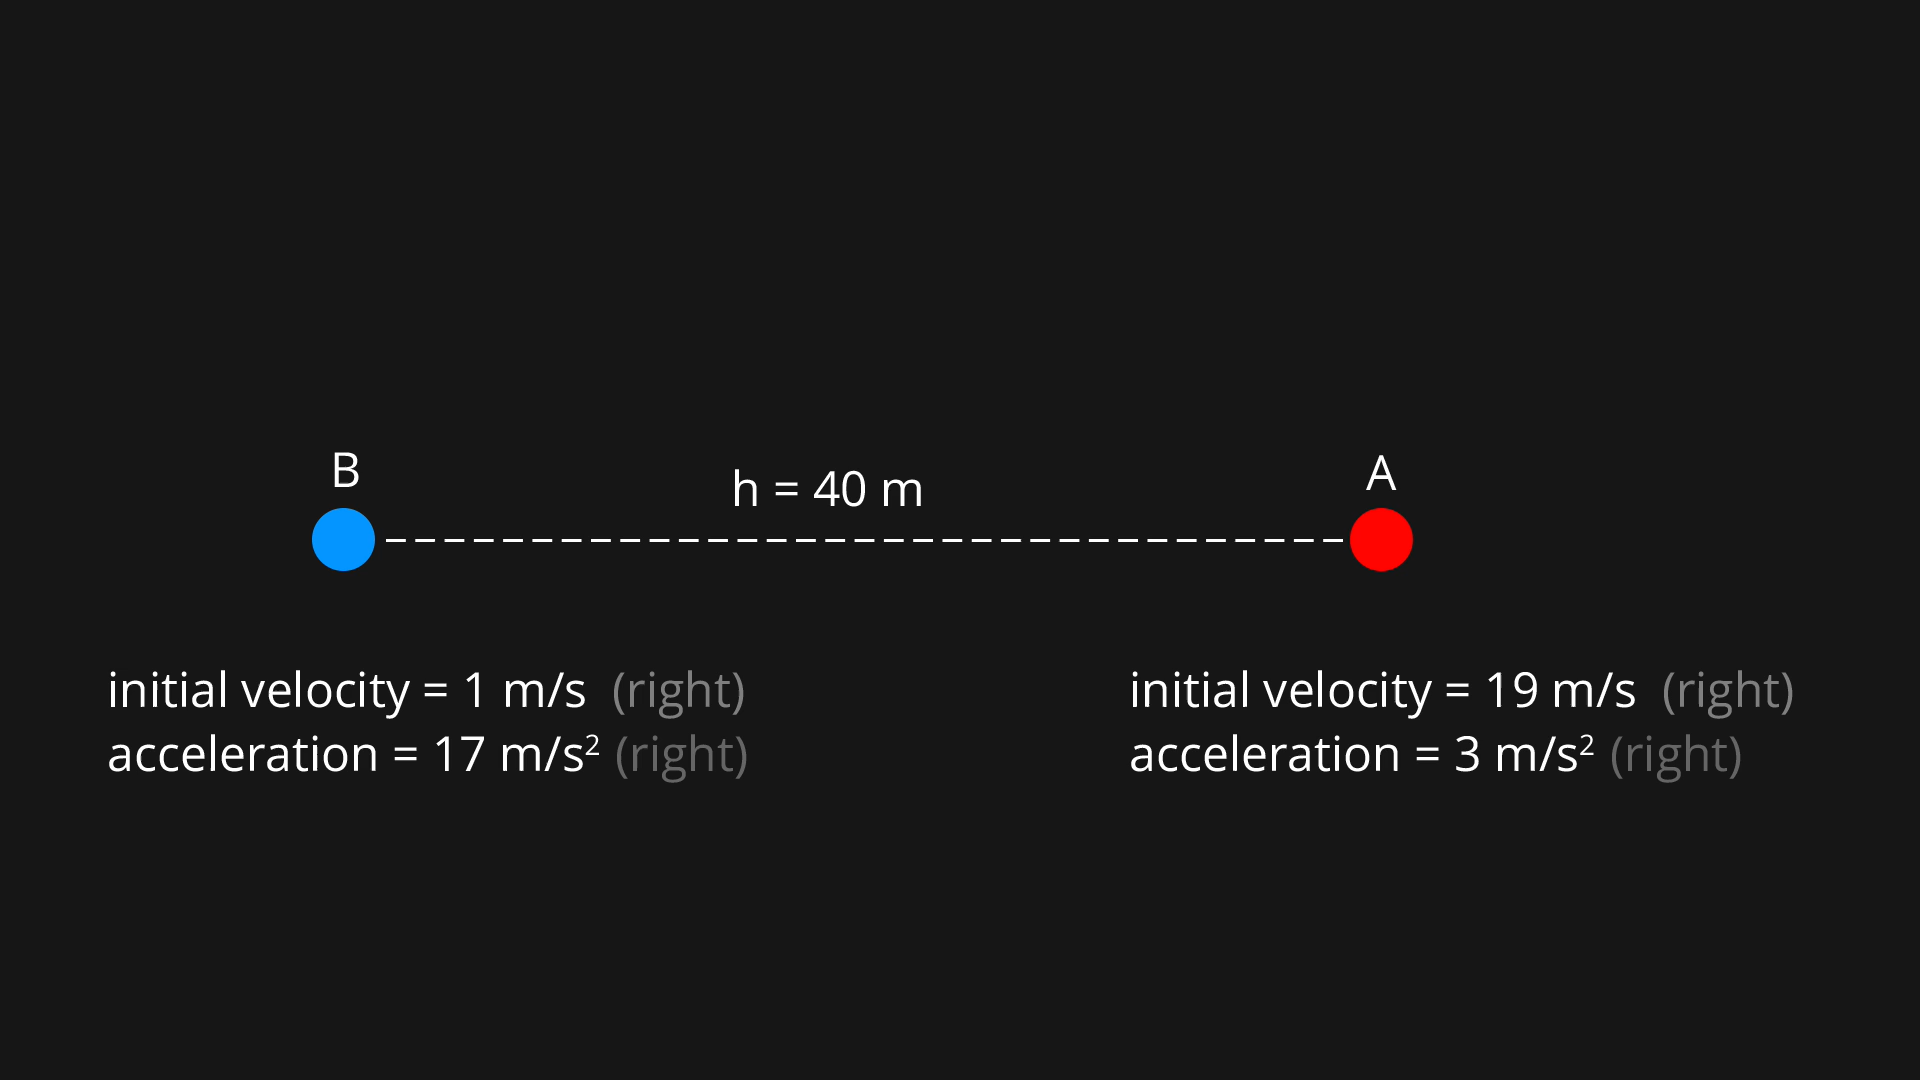 B
h = 40 m
A
initial velocity = 1 m/s (right)
acceleration = 17 m/s² (right)
initial velocity = 19 m/s (right)
acceleration = 3 m/s² (right)